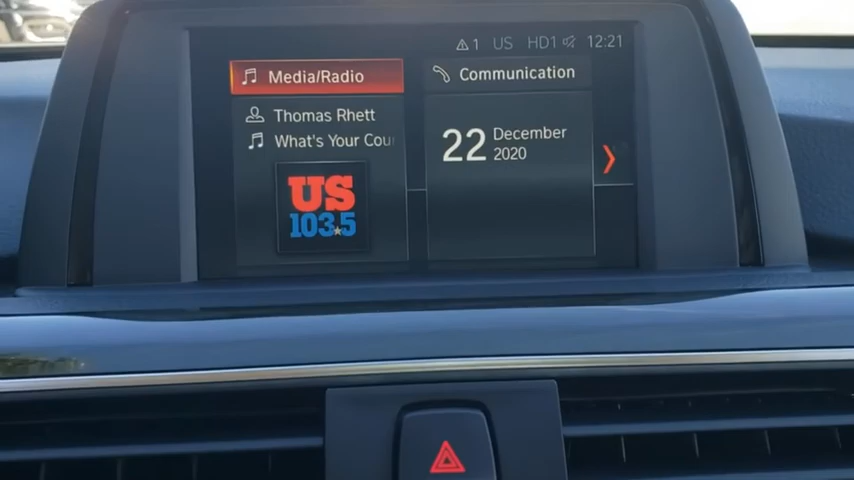 1 US HD1 12:21
Media/Radio
Communication
Thomas Rhett
What's Your Cou
22 December
2020
US
103.5